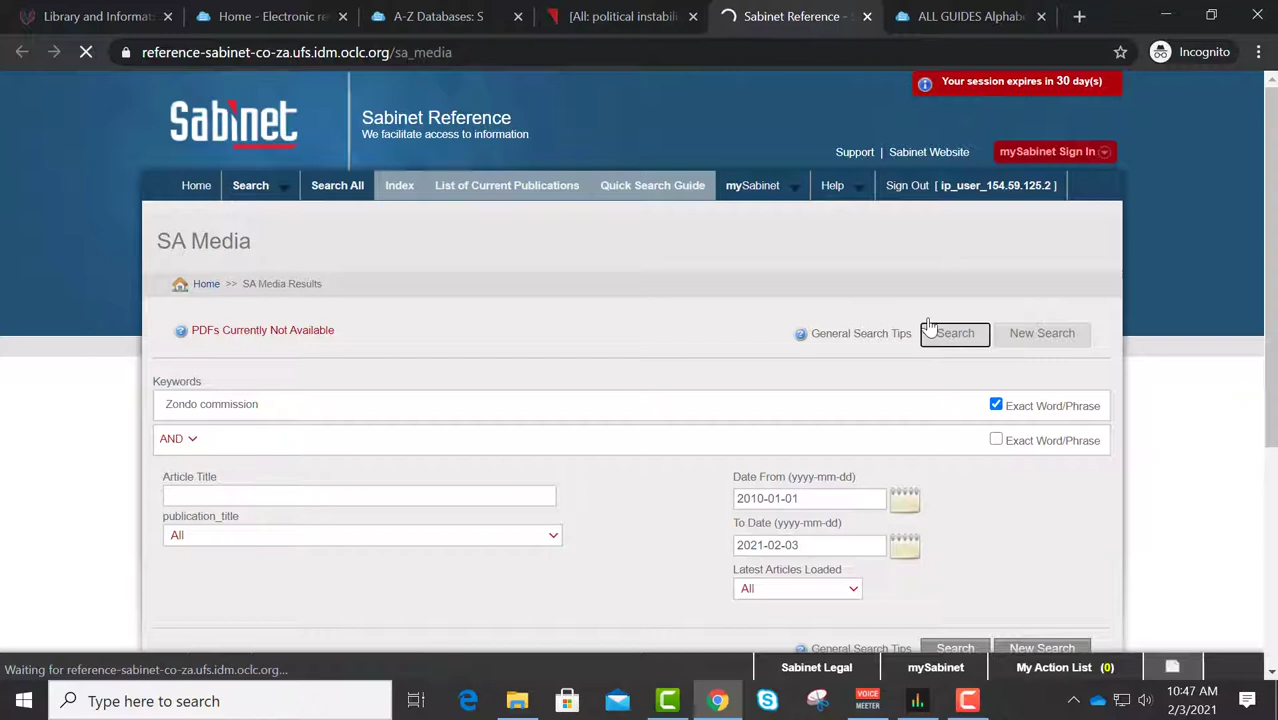 Library and Informat
Home - Electronic re
A-Z Databases: S
[All: political instabili
Sabinet Reference -
ALL GUIDES Alphabe
reference-sabinet-co-za.ufs.idm.oclc.org/sa_media
Incognito
Your session expires in 30 day(s)
Sabinet
Sabinet Reference
We facilitate access to information
Support | Sabinet Website
mySabinet Sign In
Home
Search
Search All
Index
List of Current Publications
Quick Search Guide
mySabinet
Help
Sign Out [ ip_user_154.59.125.2 ]
SA Media
Home >> SA Media Results
PDFs Currently Not Available
General Search Tips
Search
New Search
Keywords
Zondo commission
Exact Word/Phrase
AND
Exact Word/Phrase
Article Title
Date From (yyyy-mm-dd)
2010-01-01
publication_title
To Date (yyyy-mm-dd)
All
2021-02-03
Latest Articles Loaded
All
General Search Tips
Search
New Search
Waiting for reference-sabinet-co-za.ufs.idm.oclc.org...
Sabinet Legal
mySabinet
My Action List (0)
Type here to search
VOICE
MEETER
10:47 AM
2/3/2021